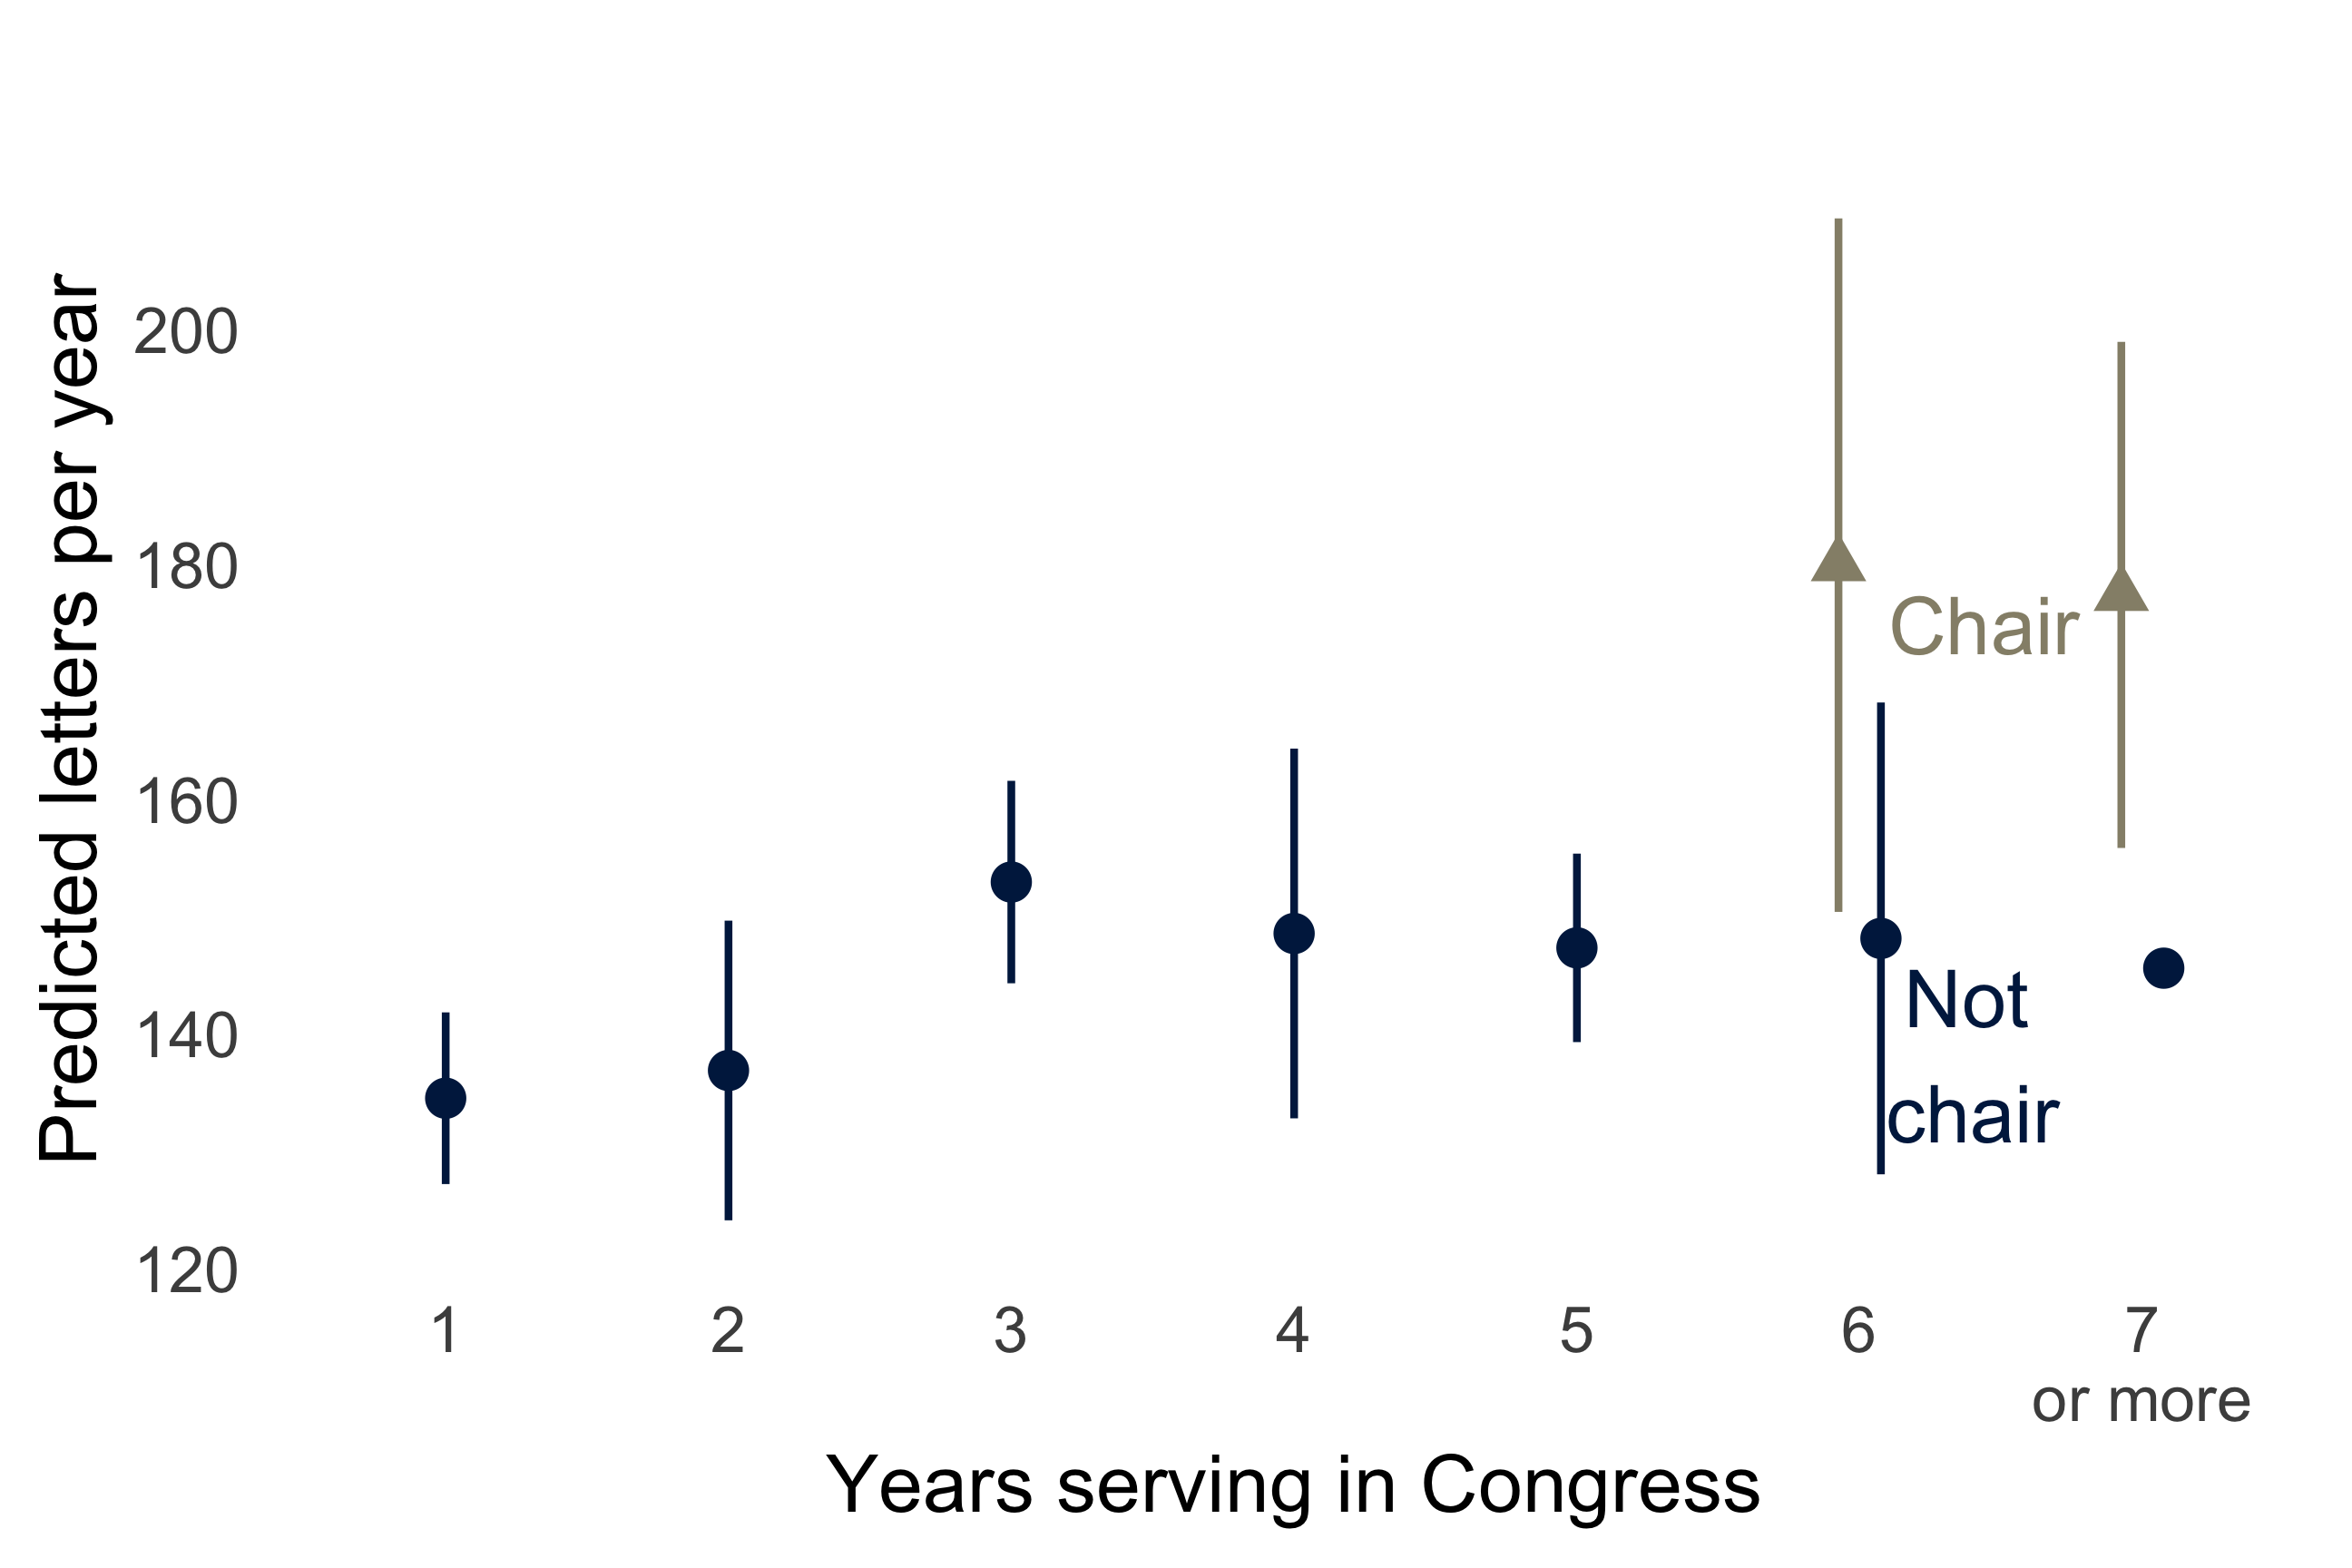 Predicted letters per year
200
180
160
140
120
Chair
Not
chair
1 2 3 4 5 6 7
or more
Years serving in Congress